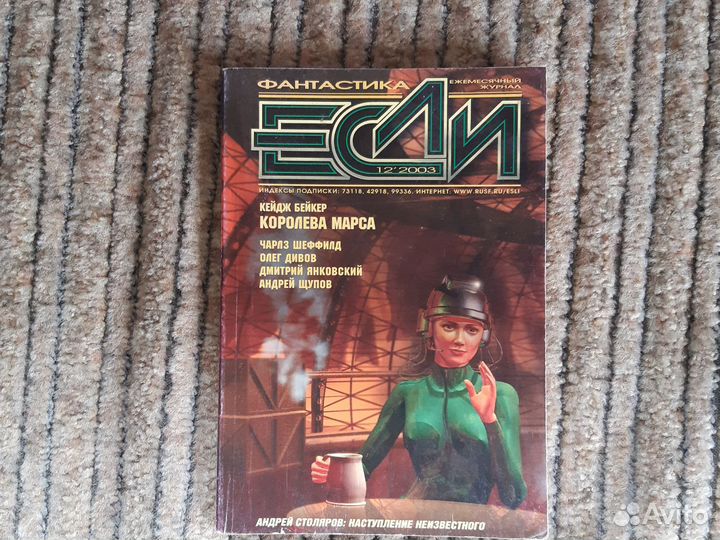 ФАНТАСТИКА
ЕЖЕМЕСЯЧНЫЙ
ЖУРНАЛ
ЕСЛИ
12'2003
ИНДЕКСЫ ПОДПИСКИ: 73118, 42918, 99336. ИНТЕРНЕТ: WWW.RUSF.RU/ESLI
КЕЙДЖ БЕЙКЕР
КОРОЛЕВА МАРСА
ЧАРЛЗ ШЕФФИЛД
ОЛЕГ ДИВОВ
ДМИТРИЙ ЯНКОВСКИЙ
АНДРЕЙ ЩУПОВ
АНДРЕЙ СТОЛЯРОВ: НАСТУПЛЕНИЕ НЕИЗВЕСТНОГО
Avito